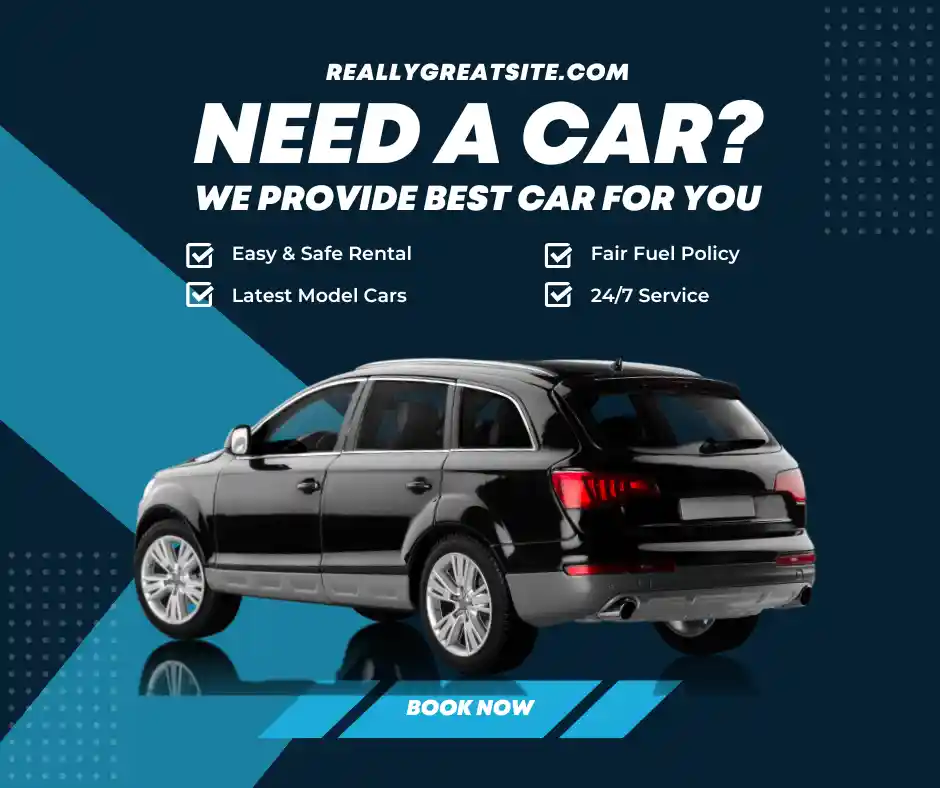 REALLYGREATSITE.COM
NEED A CAR?
WE PROVIDE BEST CAR FOR YOU
Easy & Safe Rental
Fair Fuel Policy
Latest Model Cars
24/7 Service
BOOK NOW